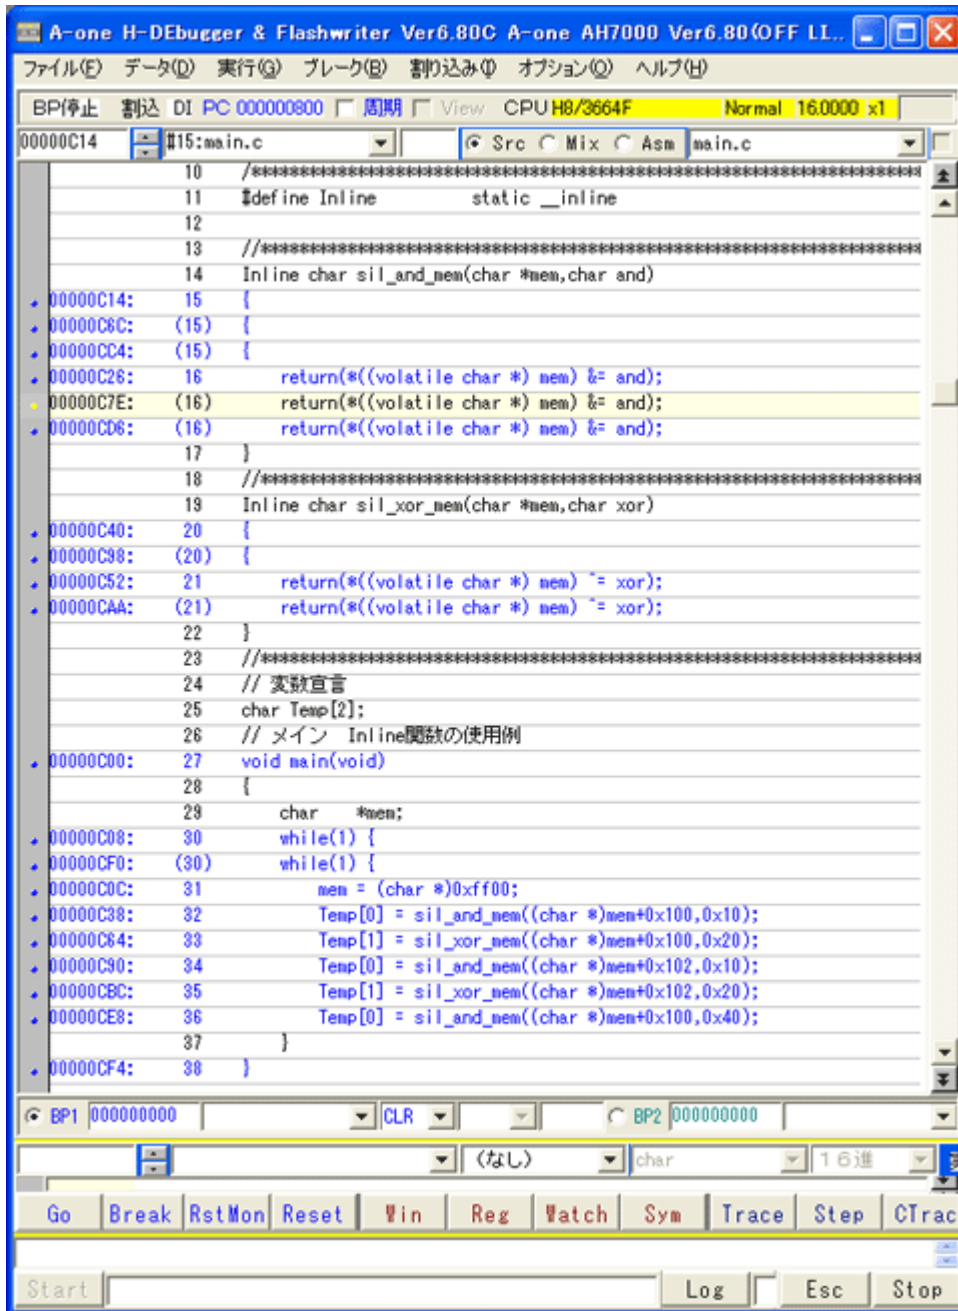 A-one H-DEbugger & Flashwriter Ver6.80C A-one AH7000 Ver6.80(OFF LI..
ファイル(F) データ(D) 実行(G) ブレーク(B) 割り込み(I) オプション(O) ヘルプ(H)
BP停止 割込 DI PC 000000800 周期 View CPU H8/3664F Normal 16.0000 x1
00000C14 #15:main.c Src Mix Asm main.c
10 /************************************************************************
11 #define Inline static __inline
12
13 //***********************************************************************
14 Inline char sil_and_mem(char *mem,char and)
00000C14: 15 {
00000C6C: (15) {
00000CC4: (15) {
00000C26: 16 return(*((volatile char *) mem) &= and);
00000C7E: (16) return(*((volatile char *) mem) &= and);
00000CD6: (16) return(*((volatile char *) mem) &= and);
17 }
18 //***********************************************************************
19 Inline char sil_xor_mem(char *mem,char xor)
00000C40: 20 {
00000C98: (20) {
00000C52: 21 return(*((volatile char *) mem) ^= xor);
00000CAA: (21) return(*((volatile char *) mem) ^= xor);
22 }
23 //***********************************************************************
24 // 変数宣言
25 char Temp[2];
26 // メイン Inline関数の使用例
00000C00: 27 void main(void)
28 {
29 char *mem;
00000C08: 30 while(1) {
00000CF0: (30) while(1) {
00000C0C: 31 mem = (char *)0xff00;
00000C38: 32 Temp[0] = sil_and_mem((char *)mem+0x100,0x10);
00000C64: 33 Temp[1] = sil_xor_mem((char *)mem+0x100,0x20);
00000C90: 34 Temp[0] = sil_and_mem((char *)mem+0x102,0x10);
00000CBC: 35 Temp[1] = sil_xor_mem((char *)mem+0x102,0x20);
00000CE8: 36 Temp[0] = sil_and_mem((char *)mem+0x100,0x40);
37 }
00000CF4: 38 }
BP1 000000000 CLR BP2 000000000
(なし) char 16進
Go Break RstMon Reset Win Reg Watch Sym Trace Step CTrac
Start Log Esc Stop